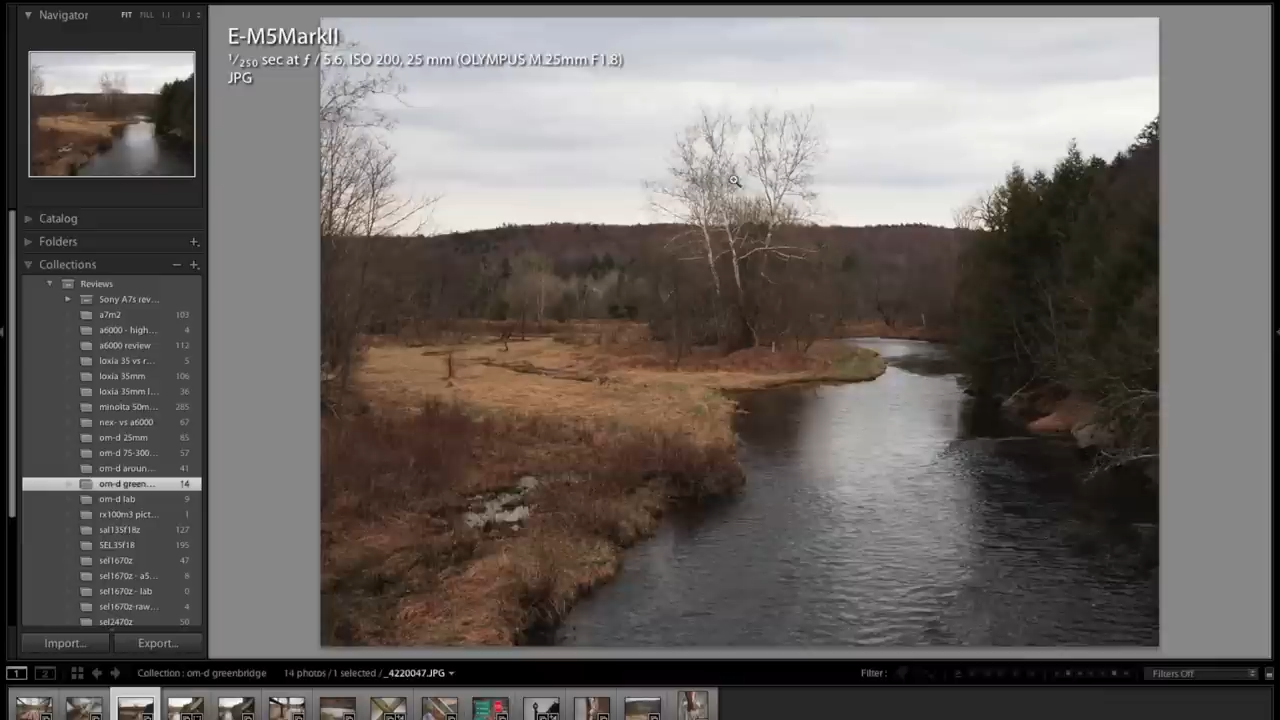 Navigator
FIT FILL 1:1 1:1
E-M5MarkII
1/250 sec at ƒ / 5.6, ISO 200, 25 mm (OLYMPUS M.25mm F1.8)
JPG
Catalog
Folders
Collections
Reviews
Sony A7s rev...
a7m2 103
a6000 - high... 4
a6000 review 112
loxia 35 vs r... 5
loxia 35mm 106
loxia 35mm l... 36
minolta 50m... 285
nex- vs a6000 67
om-d 25mm 85
om-d 75-300... 57
om-d aroun... 41
om-d green... 14
om-d lab 9
rx100m3 pict... 1
sal135f18z 127
SEL35f18 195
sel1670z 47
sel1670z - a5... 8
sel1670z - lab 0
sel1670z-raw... 4
sel2470z 50
Import... Export...
1 2 Collection : om-d greenbridge 14 photos / 1 selected / _4220047.JPG Filter : Filters Off